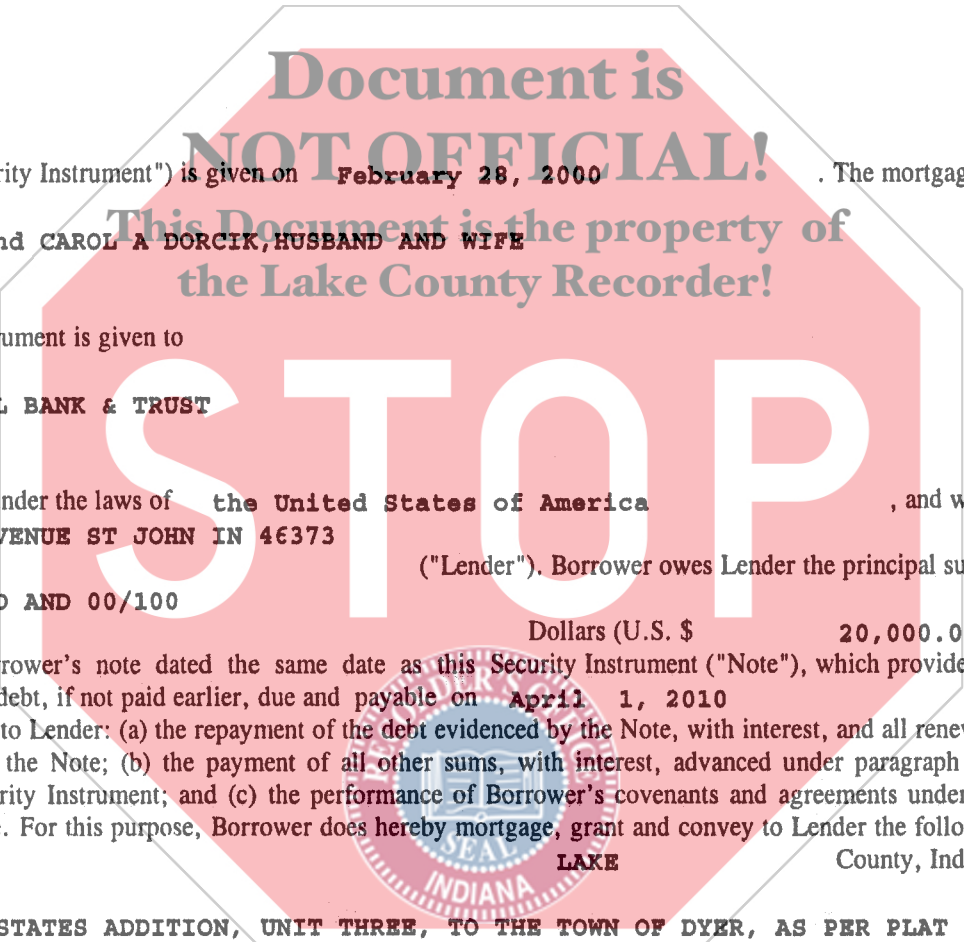 Document is
NOT OFFICIAL!
rity Instrument") is given on February 28, 2000 . The mortgag
This Document is the property of
nd CAROL A DORCIK,HUSBAND AND WIFE
the Lake County Recorder!
rument is given to
STOP
L BANK & TRUST
nder the laws of the United States of America , and w
VENUE ST JOHN IN 46373
("Lender"). Borrower owes Lender the principal su
D AND 00/100
Dollars (U.S. $ 20,000.0
rrower's note dated the same date as this Security Instrument ("Note"), which provide
debt, if not paid earlier, due and payable on April 1, 2010
to Lender: (a) the repayment of the debt evidenced by the Note, with interest, and all renew
the Note; (b) the payment of all other sums, with interest, advanced under paragraph
rity Instrument; and (c) the performance of Borrower's covenants and agreements under
. For this purpose, Borrower does hereby mortgage, grant and convey to Lender the follo
LAKE County, Ind
RECORDER'S OFFICE
SEAL
INDIANA
STATES ADDITION, UNIT THREE, TO THE TOWN OF DYER, AS PER PLAT